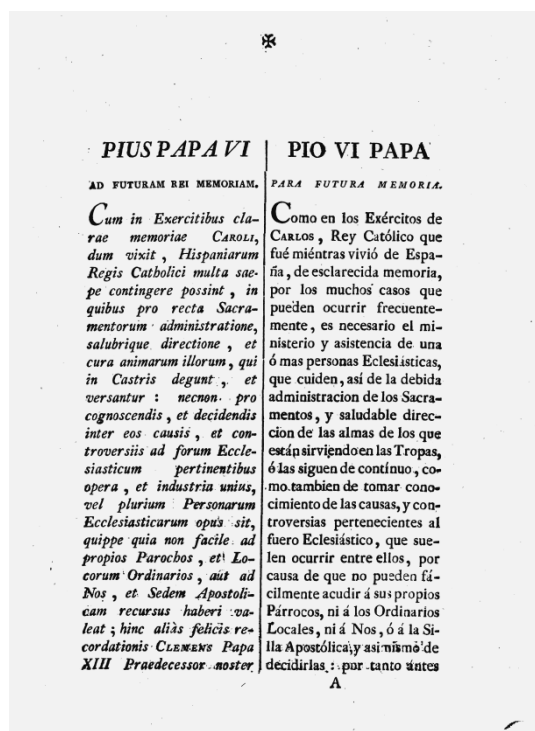 PIUS PAPA VI
AD FUTURAM REI MEMORIAM.
Cum in Exercitibus cla-
rae memoriae CAROLI,
dum vixit, Hispaniarum
Regis Catholici multa sae-
pe contingere possint, in
quibus pro recta Sacra-
mentorum administratione,
salubrique directione, et
cura animarum illorum, qui
in Castris degunt, et
versantur: necnon pro
cognoscendis, et decidendis
inter eos causis, et con-
troversiis ad forum Eccle-
siasticum pertinentibus
opera, et industria unius,
vel plurium Personarum
Ecclesiasticarum opus sit,
quippe quia non facile ad
propios Parochos, et Lo-
corum Ordinarios, aut ad
Nos, et Sedem Apostoli-
cam recursus haberi va-
leat; hinc aliàs felicis re-
cordationis CLEMENS Papa
XIII Praedecessor noster
PIO VI PAPA
PARA FUTURA MEMORIA.
Como en los Exércitos de
CARLOS, Rey Católico que
fué miéntras vivió de Espa-
ña, de esclarecida memoria,
por los muchos casos que
pueden ocurrir frecuente-
mente, es necesario el mi-
nisterio y asistencia de una
ó mas personas Eclesiásticas,
que cuiden, así de la debida
administracion de los Sacra-
mentos, y saludable direc-
cion de las almas de los que
están sirviendo en las Tropas,
ó las siguen de contínuo, co-
mo tambien de tomar cono-
cimiento de las causas, y con-
troversias pertenecientes al
fuero Eclesiástico, que sue-
len ocurrir entre ellos, por
causa de que no pueden fá-
cilmente acudir á sus propios
Párrocos, ni á los Ordinarios
Locales, ni á Nos, ó á la Si-
lla Apostólica, y asimismo de
decidirlas: por tanto ántes
A